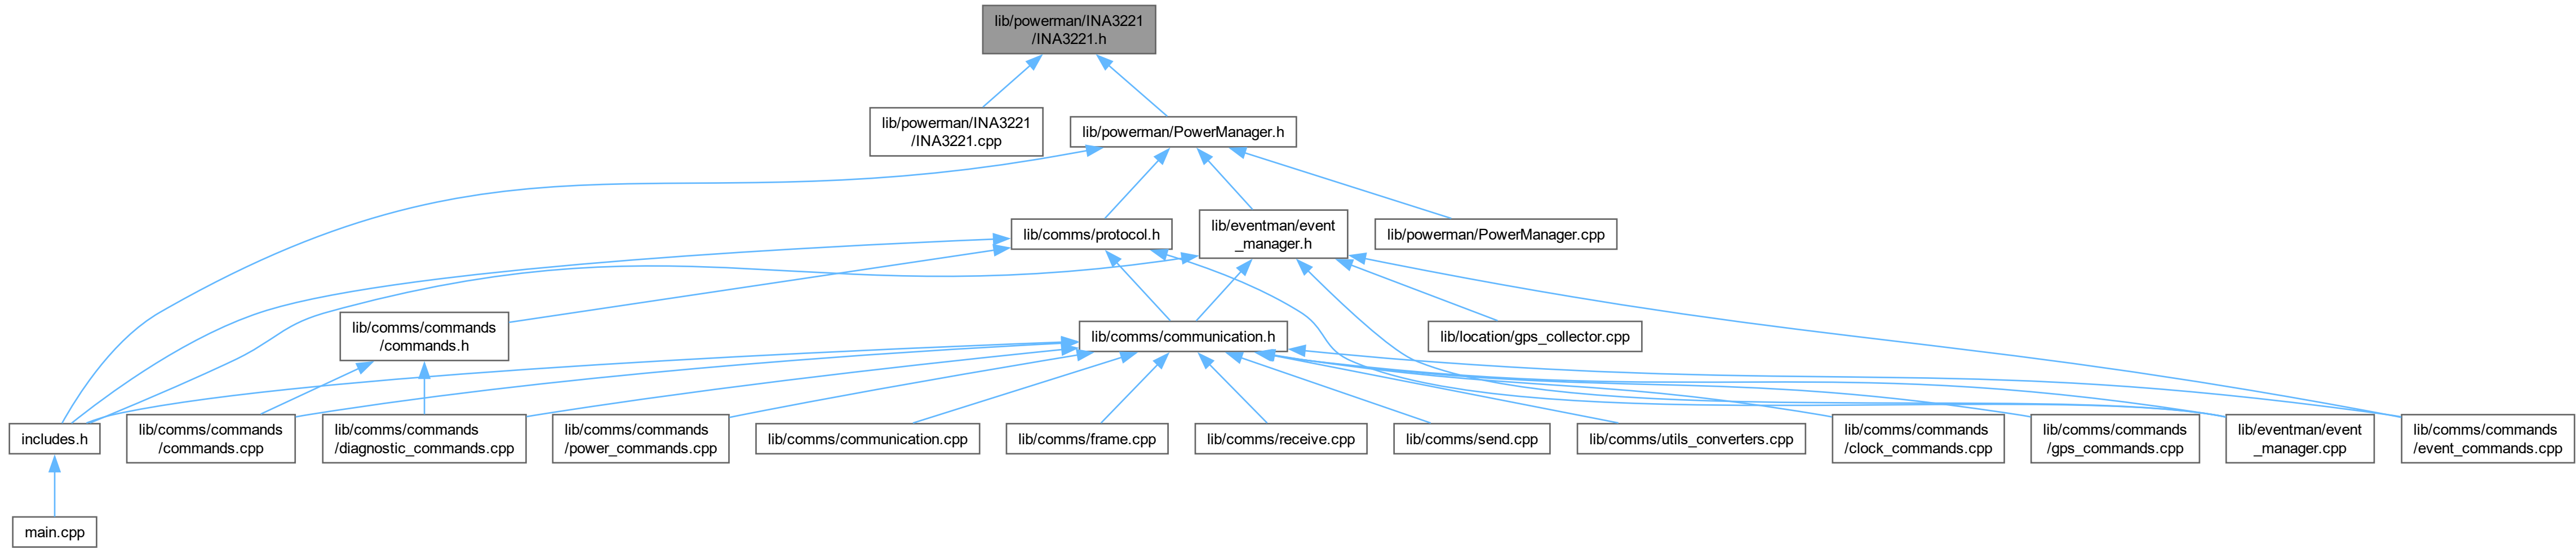 lib/powerman/INA3221
/INA3221.h
lib/powerman/INA3221
/INA3221.cpp
lib/powerman/PowerManager.h
lib/comms/protocol.h
lib/eventman/event
_manager.h
lib/powerman/PowerManager.cpp
lib/comms/commands
/commands.h
lib/comms/communication.h
lib/location/gps_collector.cpp
includes.h
lib/comms/commands
/commands.cpp
lib/comms/commands
/diagnostic_commands.cpp
lib/comms/commands
/power_commands.cpp
lib/comms/communication.cpp
lib/comms/frame.cpp
lib/comms/receive.cpp
lib/comms/send.cpp
lib/comms/utils_converters.cpp
lib/comms/commands
/clock_commands.cpp
lib/comms/commands
/gps_commands.cpp
lib/eventman/event
_manager.cpp
lib/comms/commands
/event_commands.cpp
main.cpp